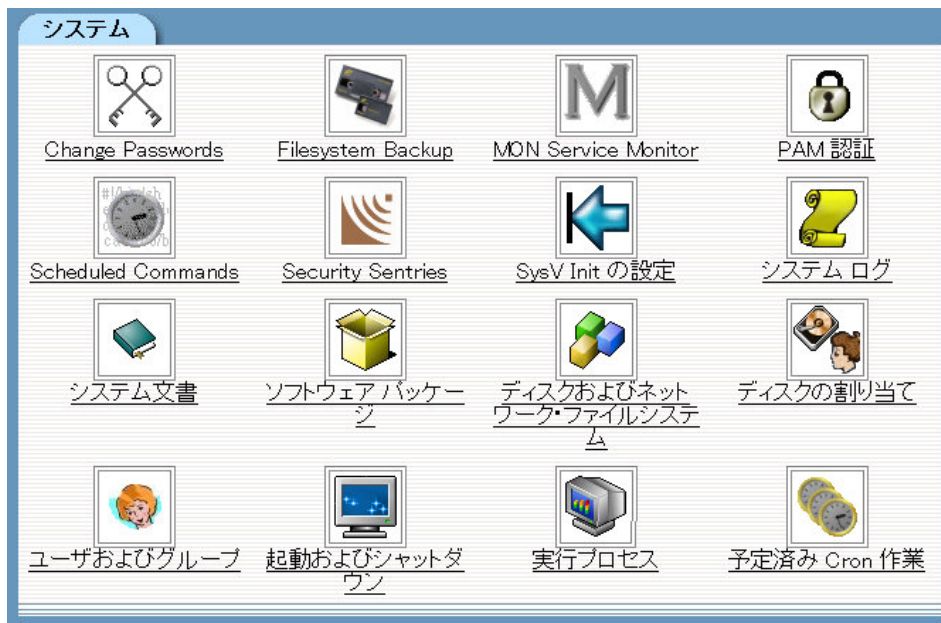 システム
Change Passwords
Filesystem Backup
MON Service Monitor
PAM 認証
Scheduled Commands
Security Sentries
SysV Init の設定
システム ログ
システム文書
ソフトウェア パッケー
ジ
ディスクおよびネット
ワーク・ファイルシステ
ム
ディスクの割り当て
ユーザおよびグループ
起動およびシャットダ
ウン
実行プロセス
予定済み Cron 作業